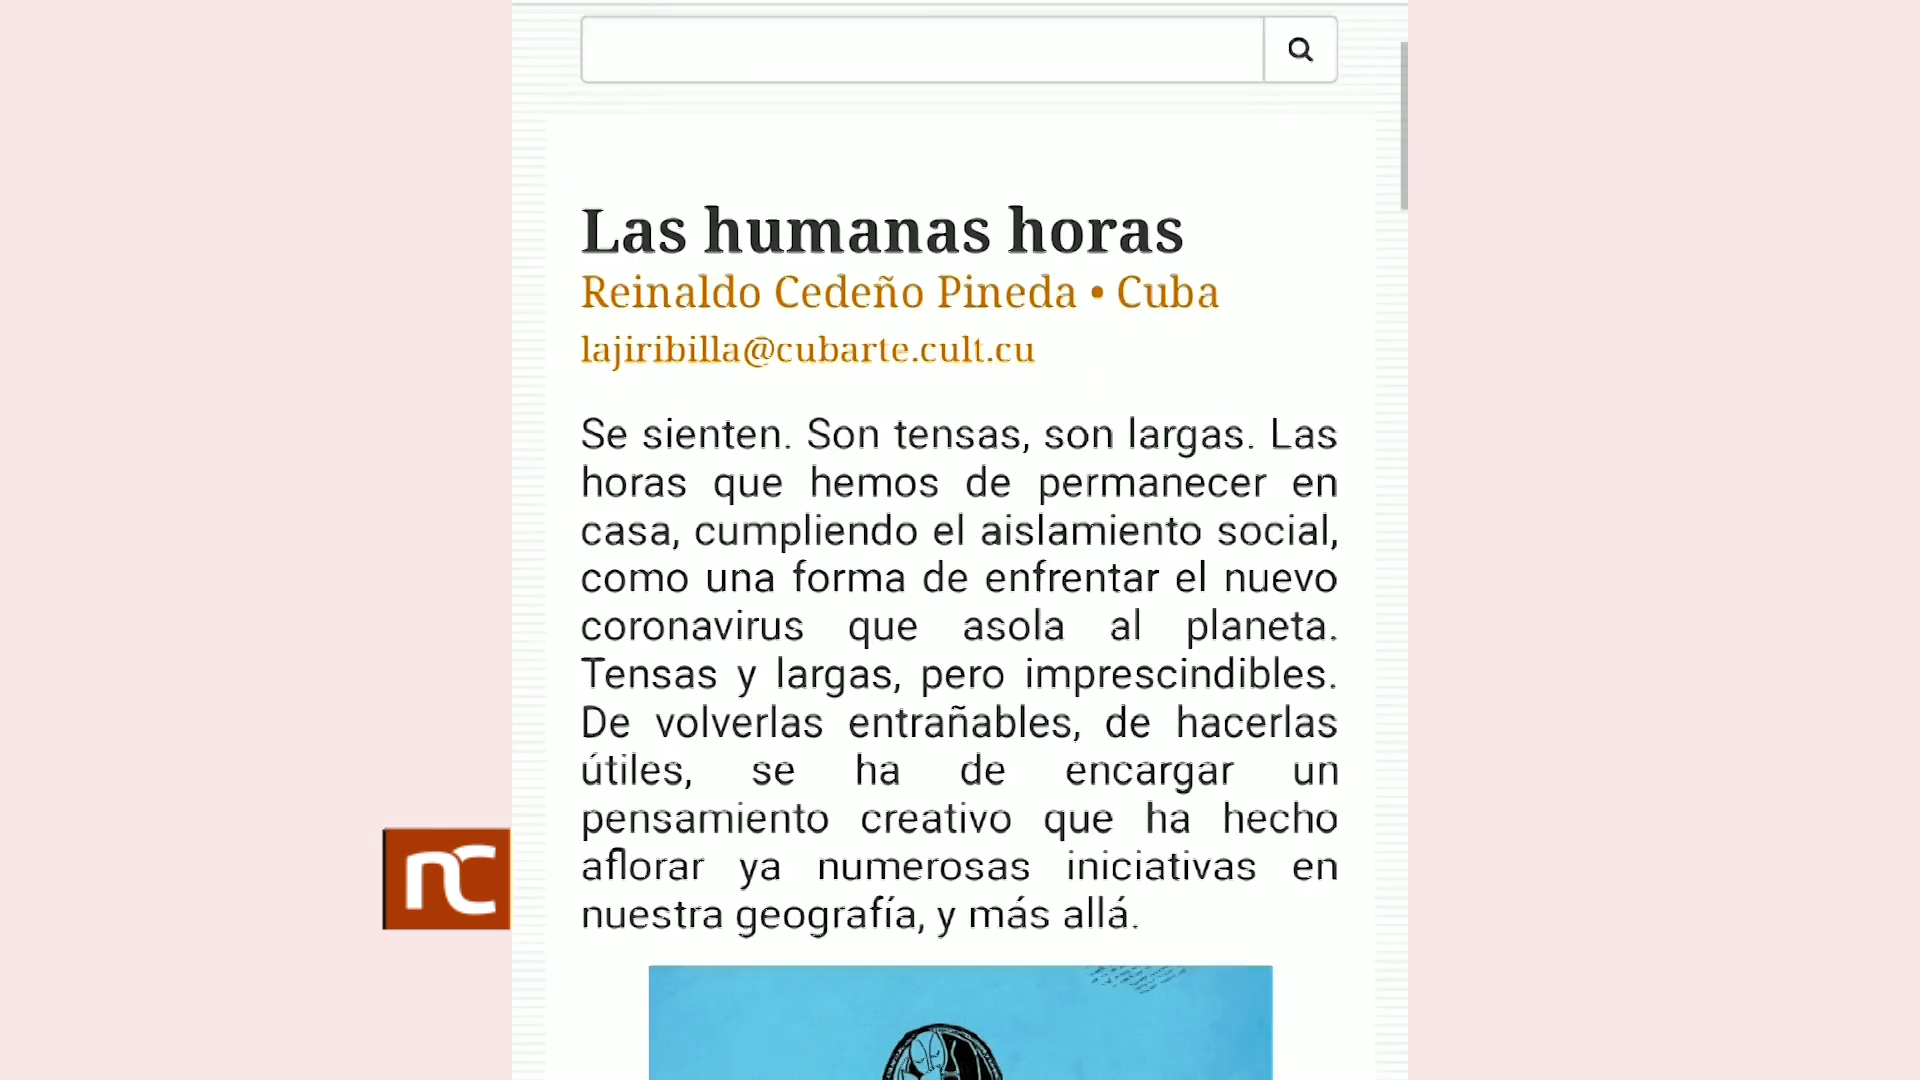 Las humanas horas
Reinaldo Cedeño Pineda • Cuba
lajiribilla@cubarte.cult.cu
Se sienten. Son tensas, son largas. Las
horas que hemos de permanecer en
casa, cumpliendo el aislamiento social,
como una forma de enfrentar el nuevo
coronavirus que asola al planeta.
Tensas y largas, pero imprescindibles.
De volverlas entrañables, de hacerlas
útiles, se ha de encargar un
pensamiento creativo que ha hecho
aflorar ya numerosas iniciativas en
nuestra geografía, y más allá.
nc